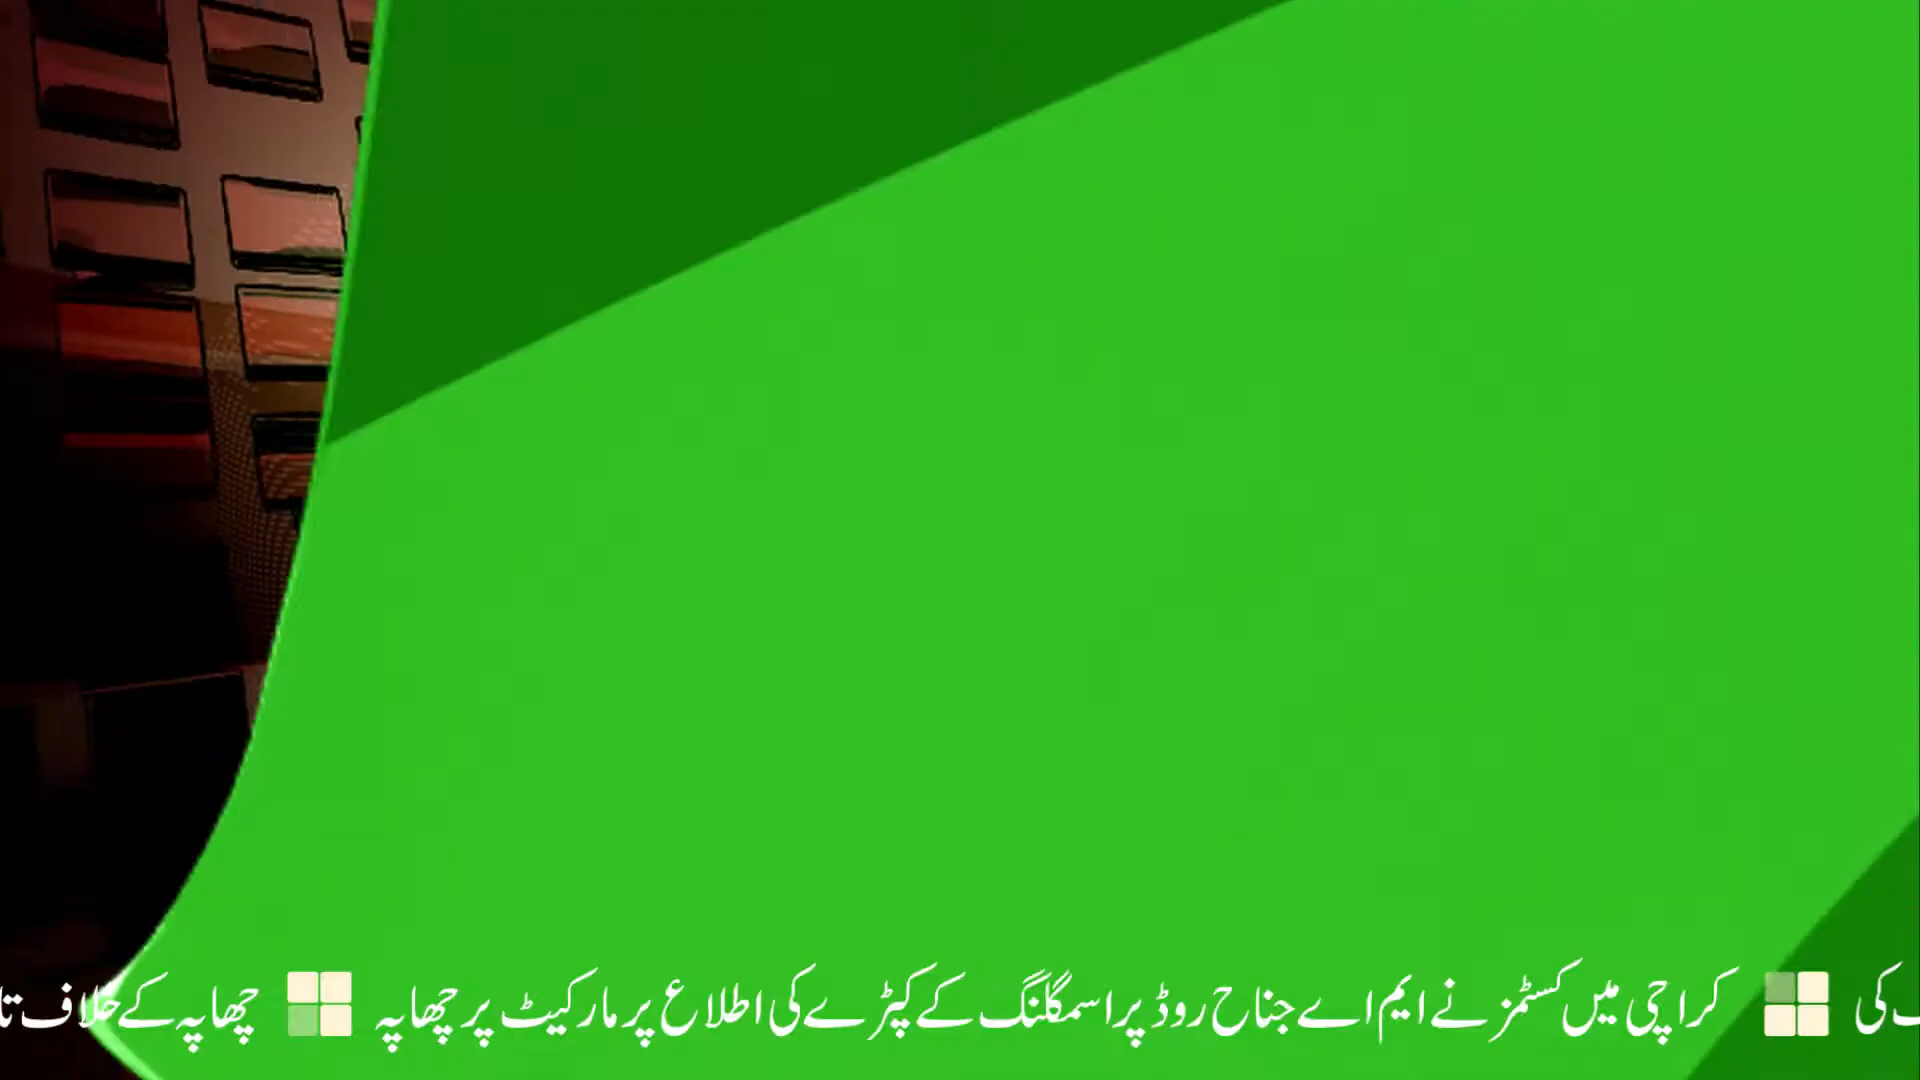 کی کراچی میں کسٹمز نے ایم اے جناح روڈ پر اسمگلنگ کے کپڑے کی اطلاع پر مارکیٹ پر چھاپہ چھاپہ کے خلاف